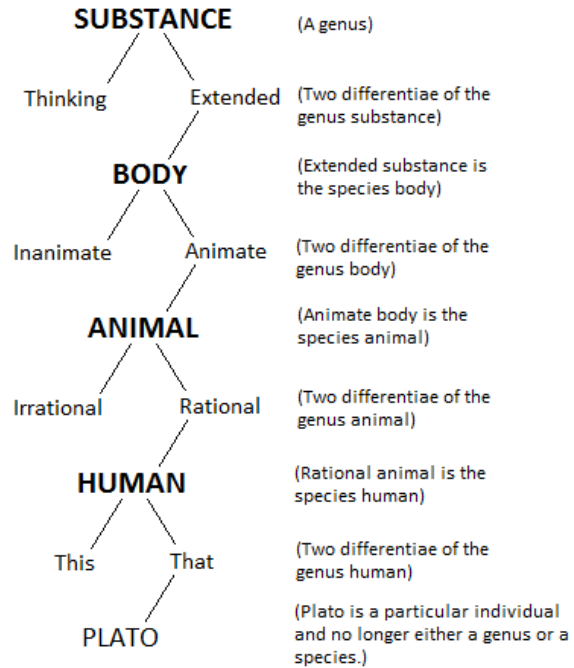 SUBSTANCE (A genus)
Thinking Extended (Two differentiae of the
genus substance)
BODY (Extended substance is
the species body)
Inanimate Animate (Two differentiae of the
genus body)
ANIMAL (Animate body is the
species animal)
Irrational Rational (Two differentiae of the
genus animal)
HUMAN (Rational animal is the
species human)
This That (Two differentiae of the
genus human)
PLATO (Plato is a particular individual
and no longer either a genus or a
species.)